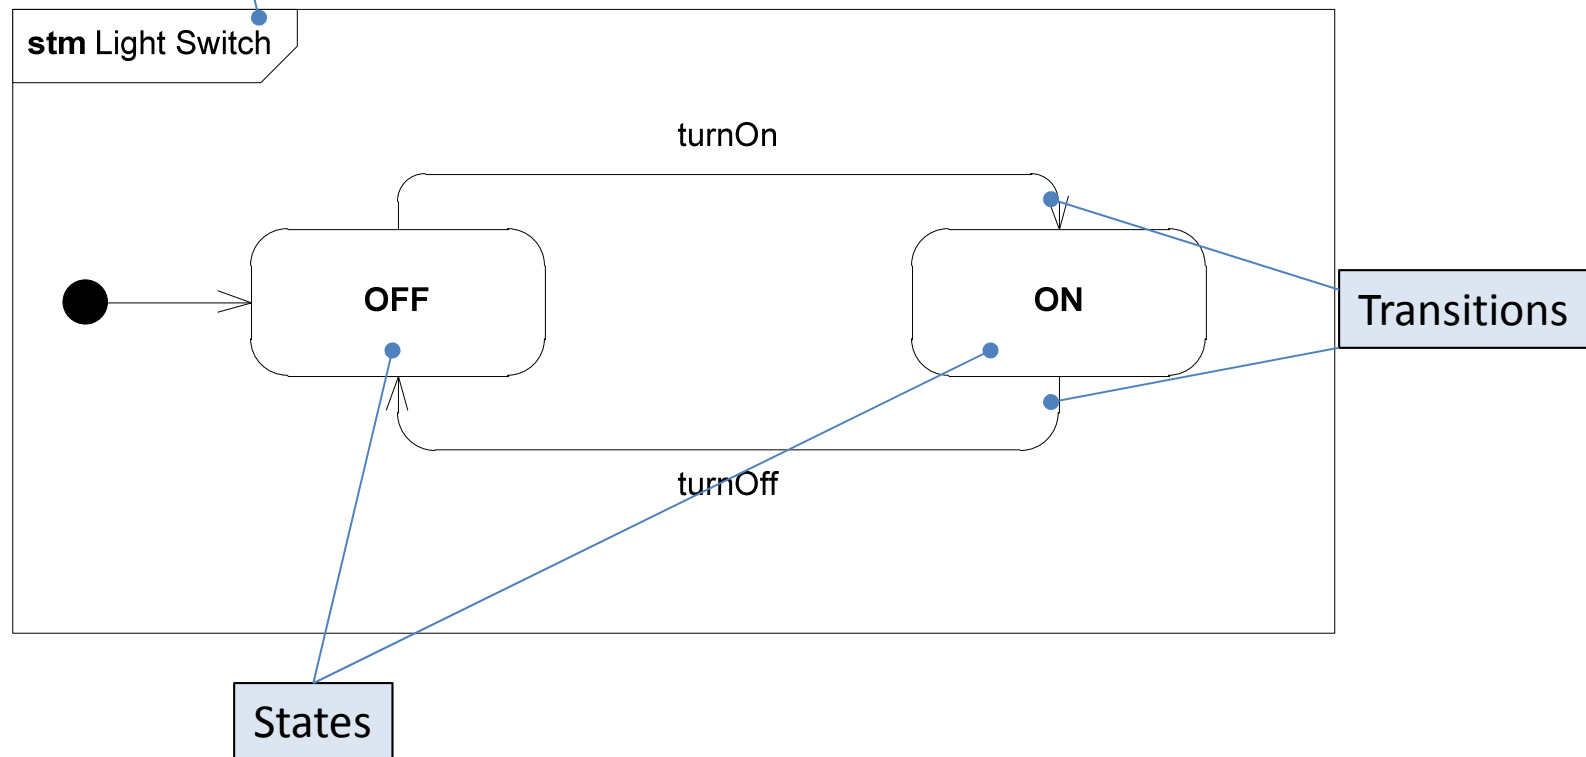 stm Light Switch
turnOn
OFF
ON
Transitions
turnOff
States